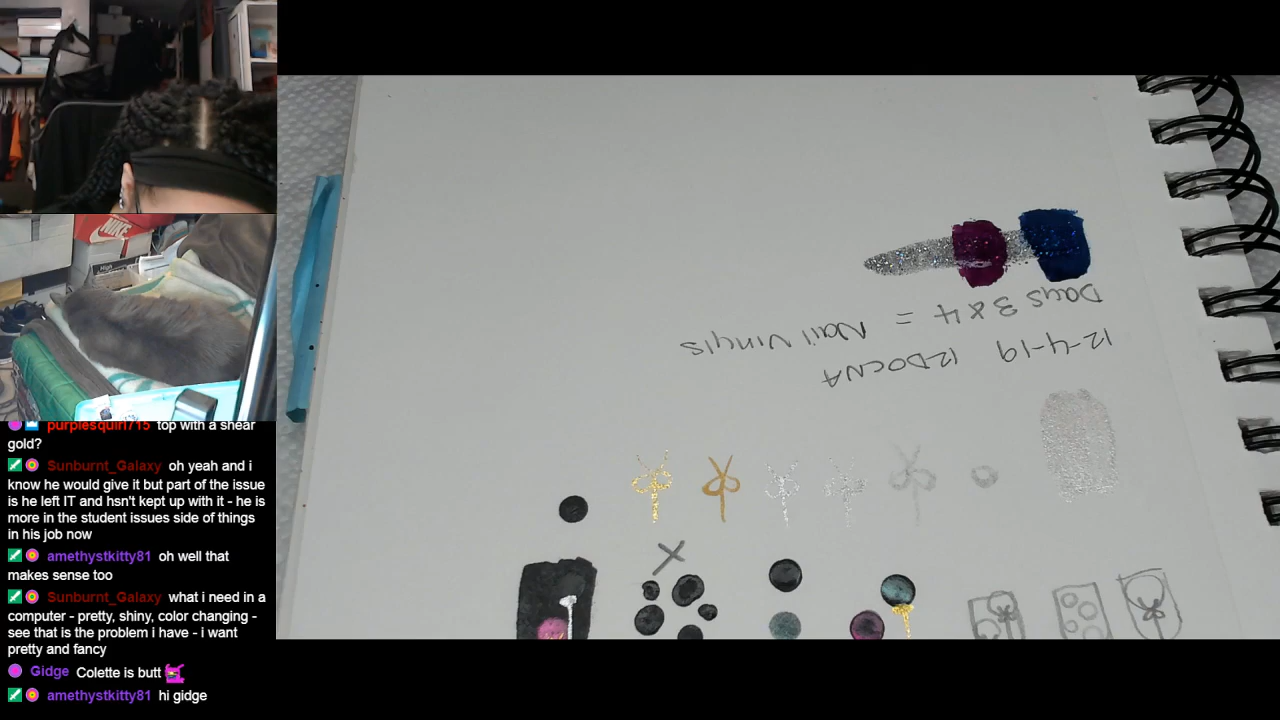 NIKE
purplesquirl715 top with a shear
gold?
Sunburnt_Galaxy oh yeah and i
know he would give it but part of the issue
is he left IT and hsn't kept up with it - he is
more in the student issues side of things
in his job now
amethystkitty81 oh well that
makes sense too
Sunburnt_Galaxy what i need in a
computer - pretty, shiny, color changing -
see that is the problem i have - i want
pretty and fancy
Gidge Colette is butt
amethystkitty81 hi gidge
12-4-19 12DOCNA
Days 3&4 = Nail Vinyls